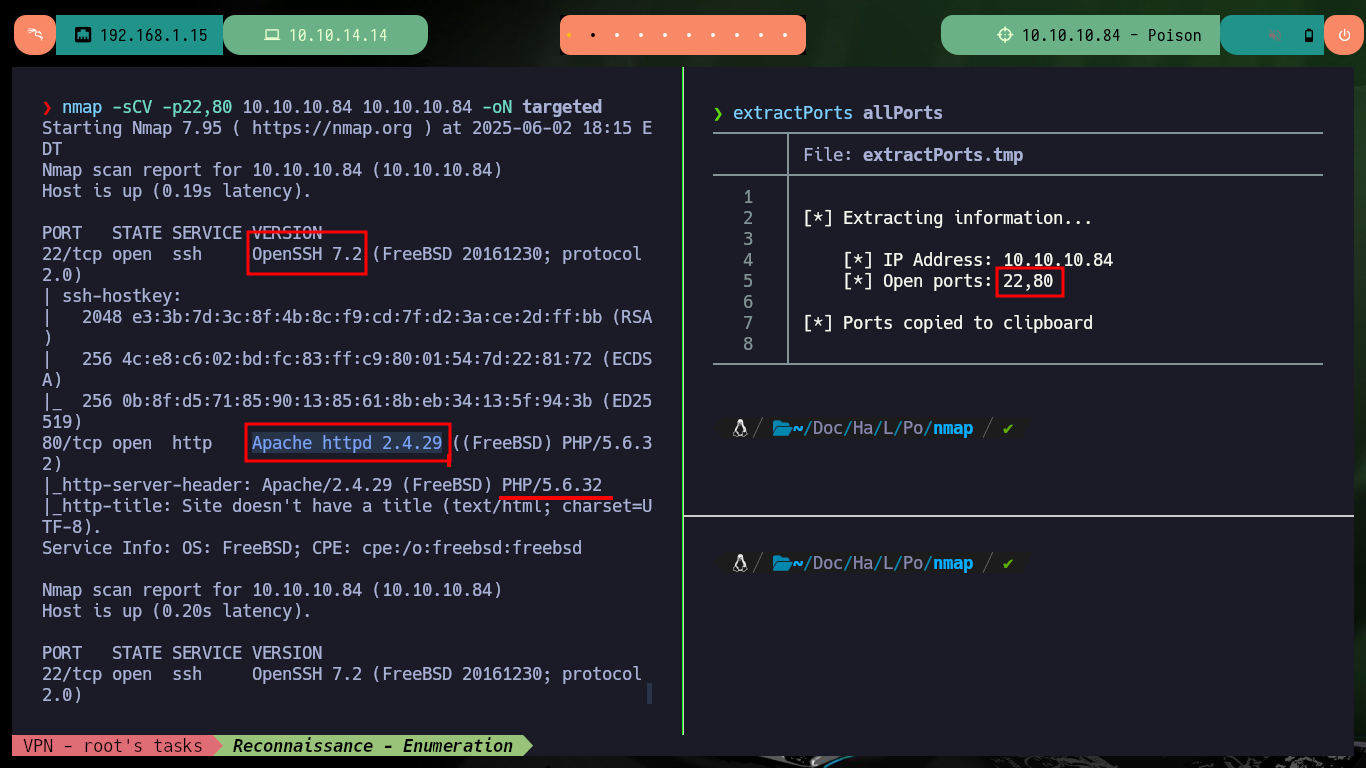 192.168.1.15
10.10.14.14
10.10.10.84 - Poison
❯ nmap -sCV -p22,80 10.10.10.84 10.10.10.84 -oN targeted
Starting Nmap 7.95 ( https://nmap.org ) at 2025-06-02 18:15 E
DT
Nmap scan report for 10.10.10.84 (10.10.10.84)
Host is up (0.19s latency).
PORT   STATE SERVICE VERSION
22/tcp open  ssh     OpenSSH 7.2 (FreeBSD 20161230; protocol
2.0)
| ssh-hostkey:
|   2048 e3:3b:7d:3c:8f:4b:8c:f9:cd:7f:d2:3a:ce:2d:ff:bb (RSA
)
|   256 4c:e8:c6:02:bd:fc:83:ff:c9:80:01:54:7d:22:81:72 (ECDS
A)
|_  256 0b:8f:d5:71:85:90:13:85:61:8b:eb:34:13:5f:94:3b (ED25
519)
80/tcp open  http    Apache httpd 2.4.29 ((FreeBSD) PHP/5.6.3
2)
|_http-server-header: Apache/2.4.29 (FreeBSD) PHP/5.6.32
|_http-title: Site doesn't have a title (text/html; charset=U
TF-8).
Service Info: OS: FreeBSD; CPE: cpe:/o:freebsd:freebsd
Nmap scan report for 10.10.10.84 (10.10.10.84)
Host is up (0.20s latency).
PORT   STATE SERVICE VERSION
22/tcp open  ssh     OpenSSH 7.2 (FreeBSD 20161230; protocol
2.0)
❯ extractPorts allPorts
File: extractPorts.tmp
1
2 [*] Extracting information...
3
4 [*] IP Address: 10.10.10.84
5 [*] Open ports: 22,80
6
7 [*] Ports copied to clipboard
8
/ ~/Doc/Ha/L/Po/nmap / ✔
/ ~/Doc/Ha/L/Po/nmap / ✔
VPN - root's tasks
Reconnaissance - Enumeration